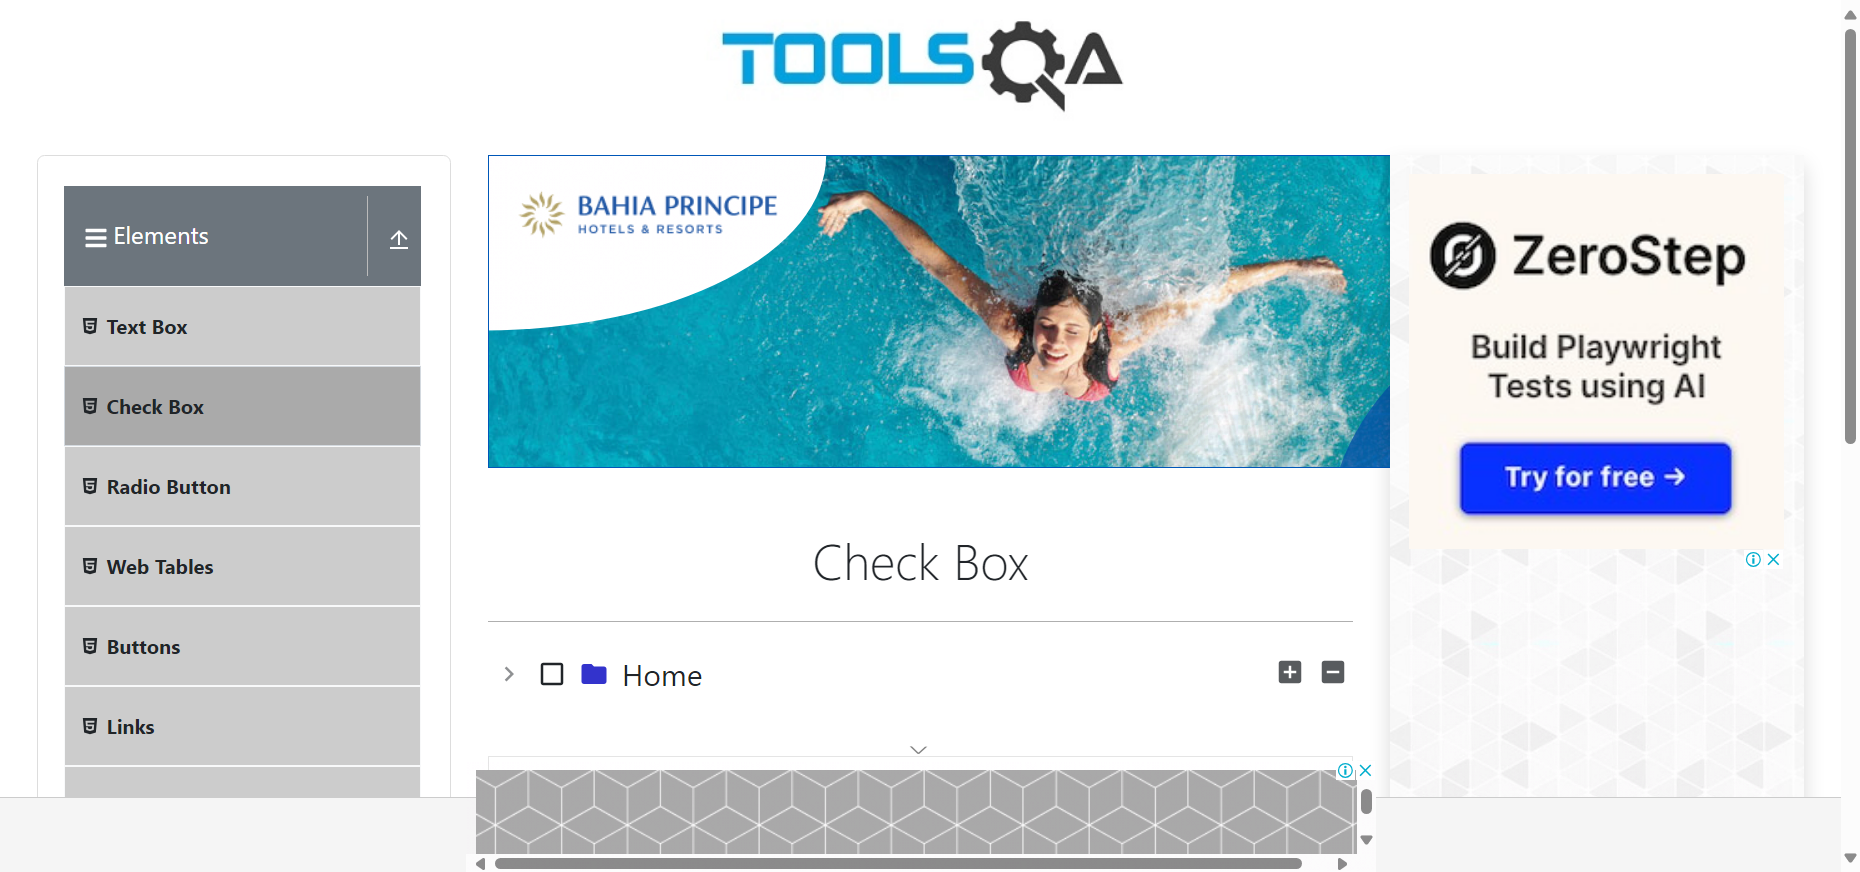 TOOLSQA
Elements
Text Box
Check Box
Radio Button
Web Tables
Buttons
Links
BAHIA PRINCIPE
HOTELS & RESORTS
Check Box
Home
ZeroStep
Build Playwright
Tests using AI
Try for free →